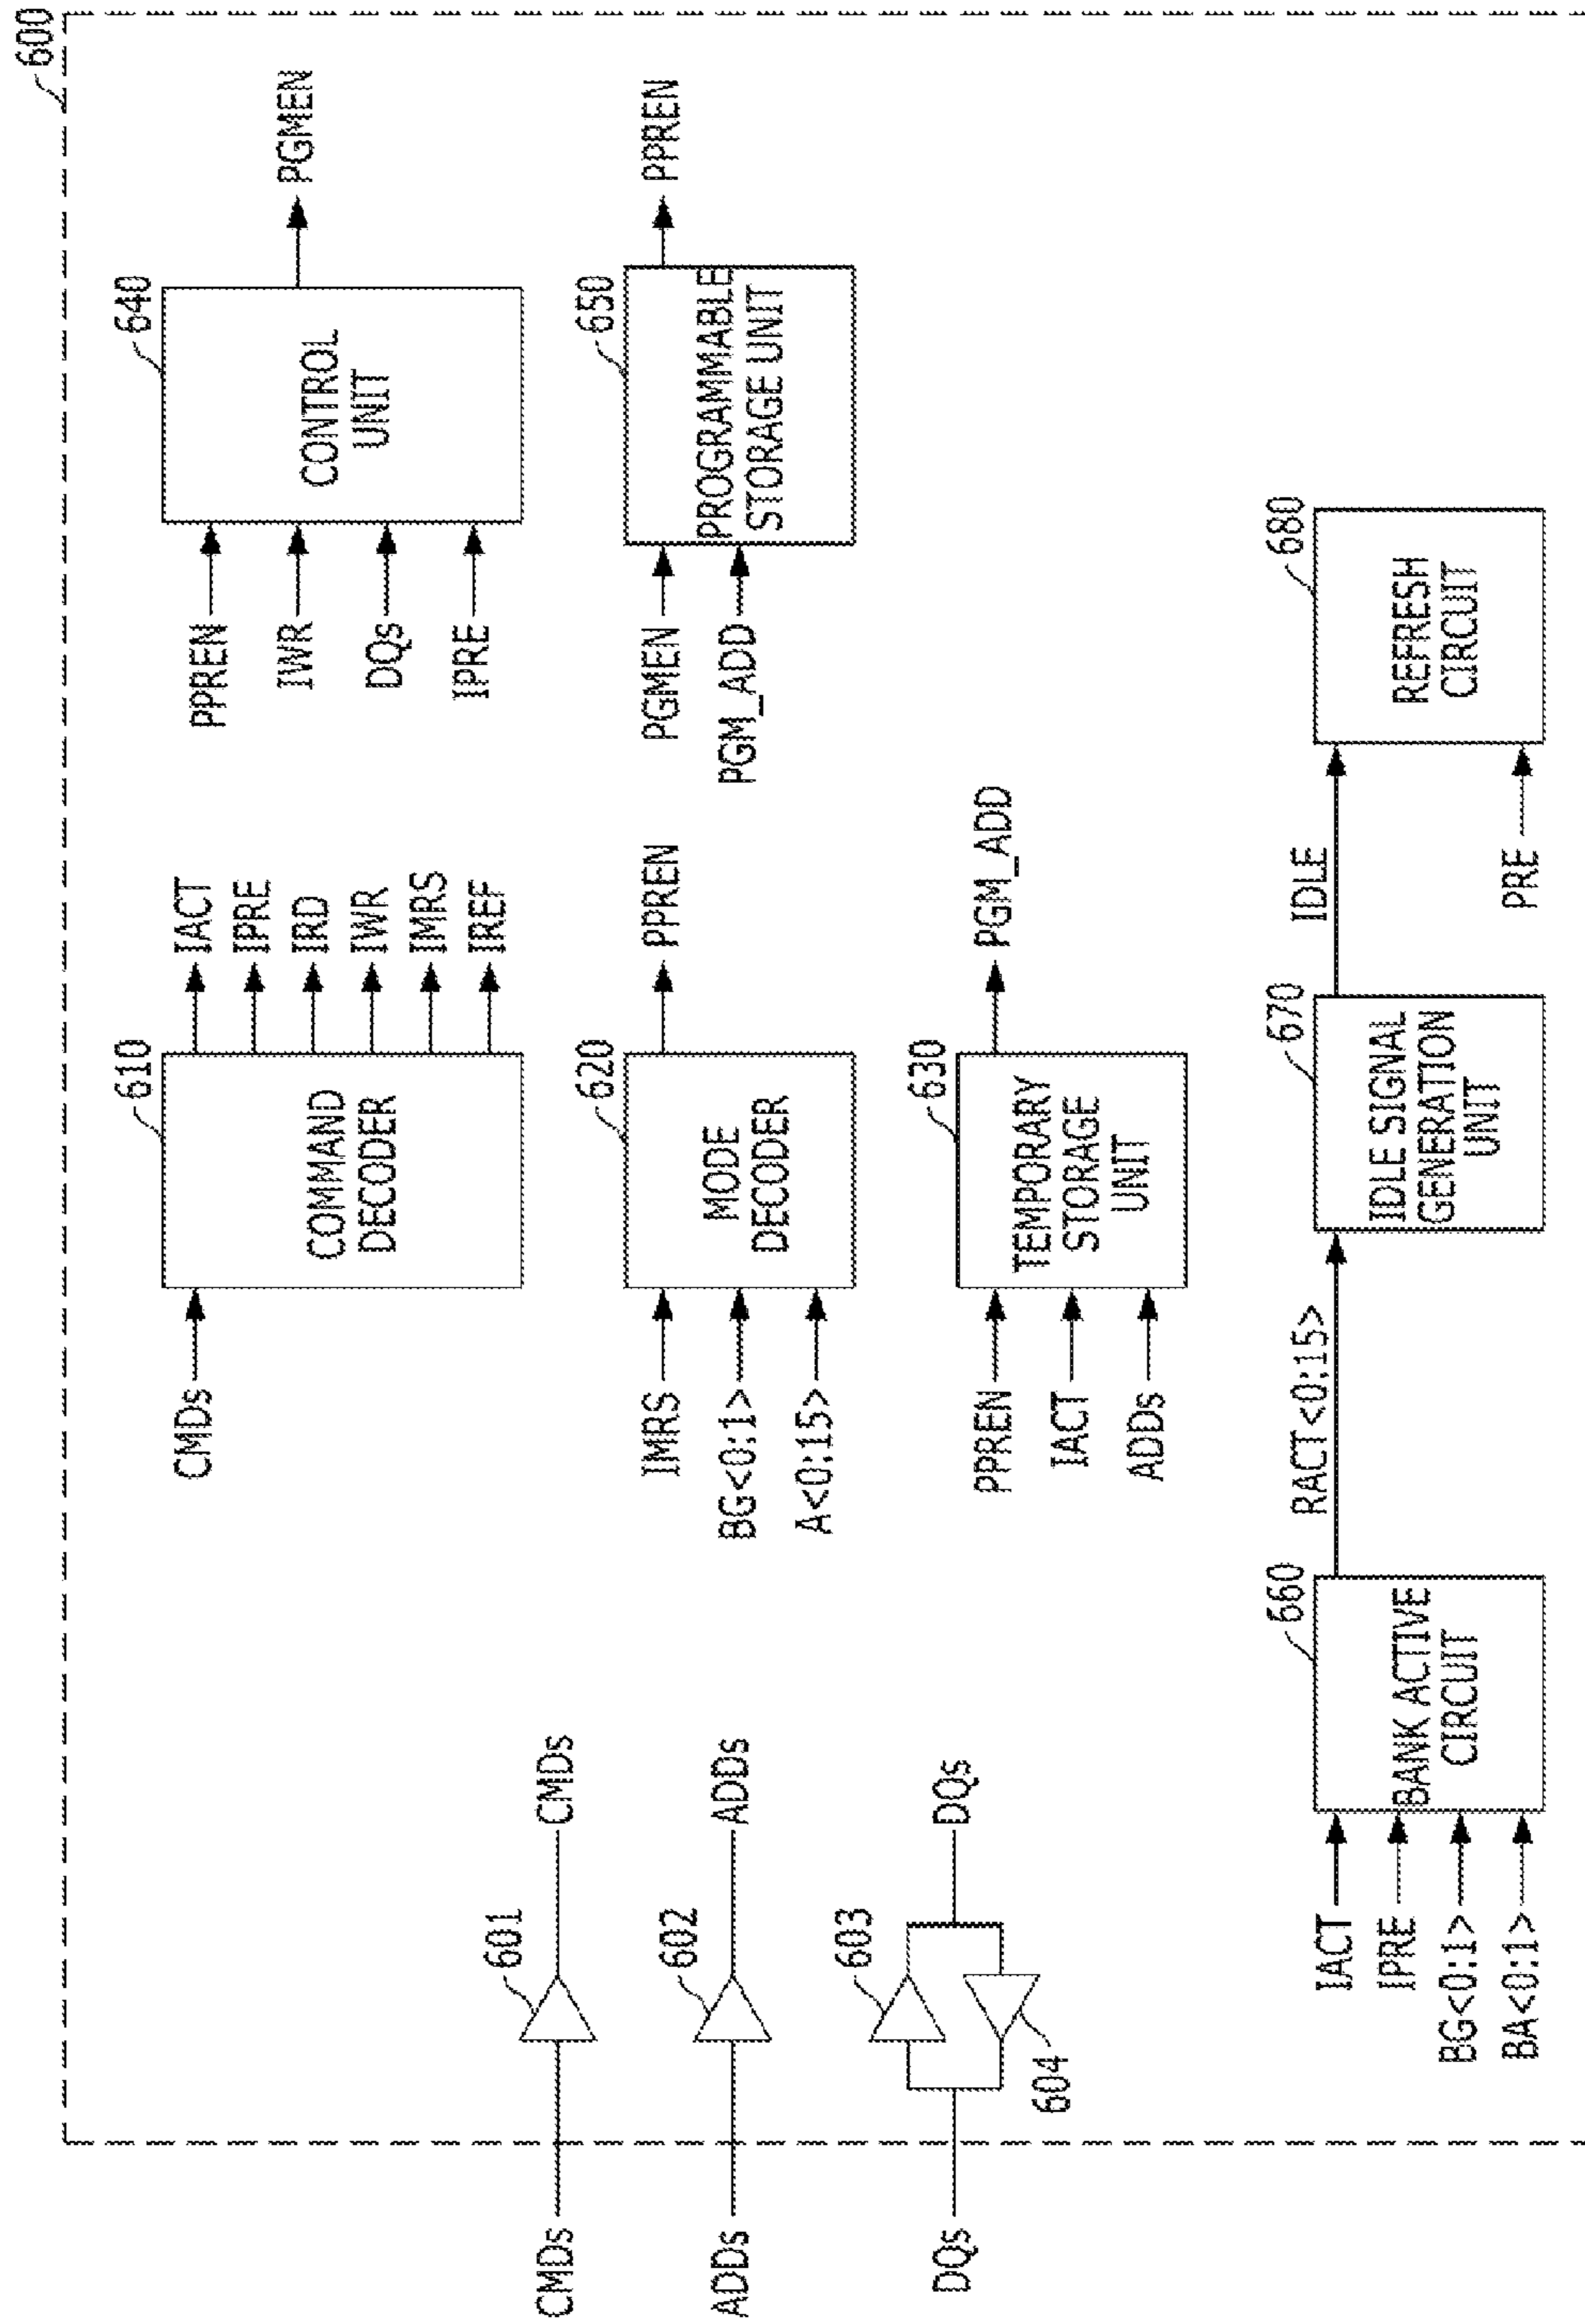 600
CMDs
601
CMDs
ADDs
602
ADDs
DQs
603
604
DQs
CMDs
610
COMMAND
DECODER
IACT
IPRE
IRD
IWR
IMRS
IREF
PPREN
IWR
DQs
IPRE
640
CONTROL
UNIT
PGMEN
IMRS
BG<0:1>
A<0:15>
620
MODE
DECODER
PPREN
PGMEN
PGM_ADD
650
PROGRAMMABLE
STORAGE UNIT
PPREN
PPREN
IACT
ADDs
630
TEMPORARY
STORAGE
UNIT
PGM_ADD
IACT
IPRE
BG<0:1>
BA<0:1>
660
BANK ACTIVE
CIRCUIT
RACT<0:15>
670
IDLE SIGNAL
GENERATION
UNIT
IDLE
PRE
680
REFRESH
CIRCUIT